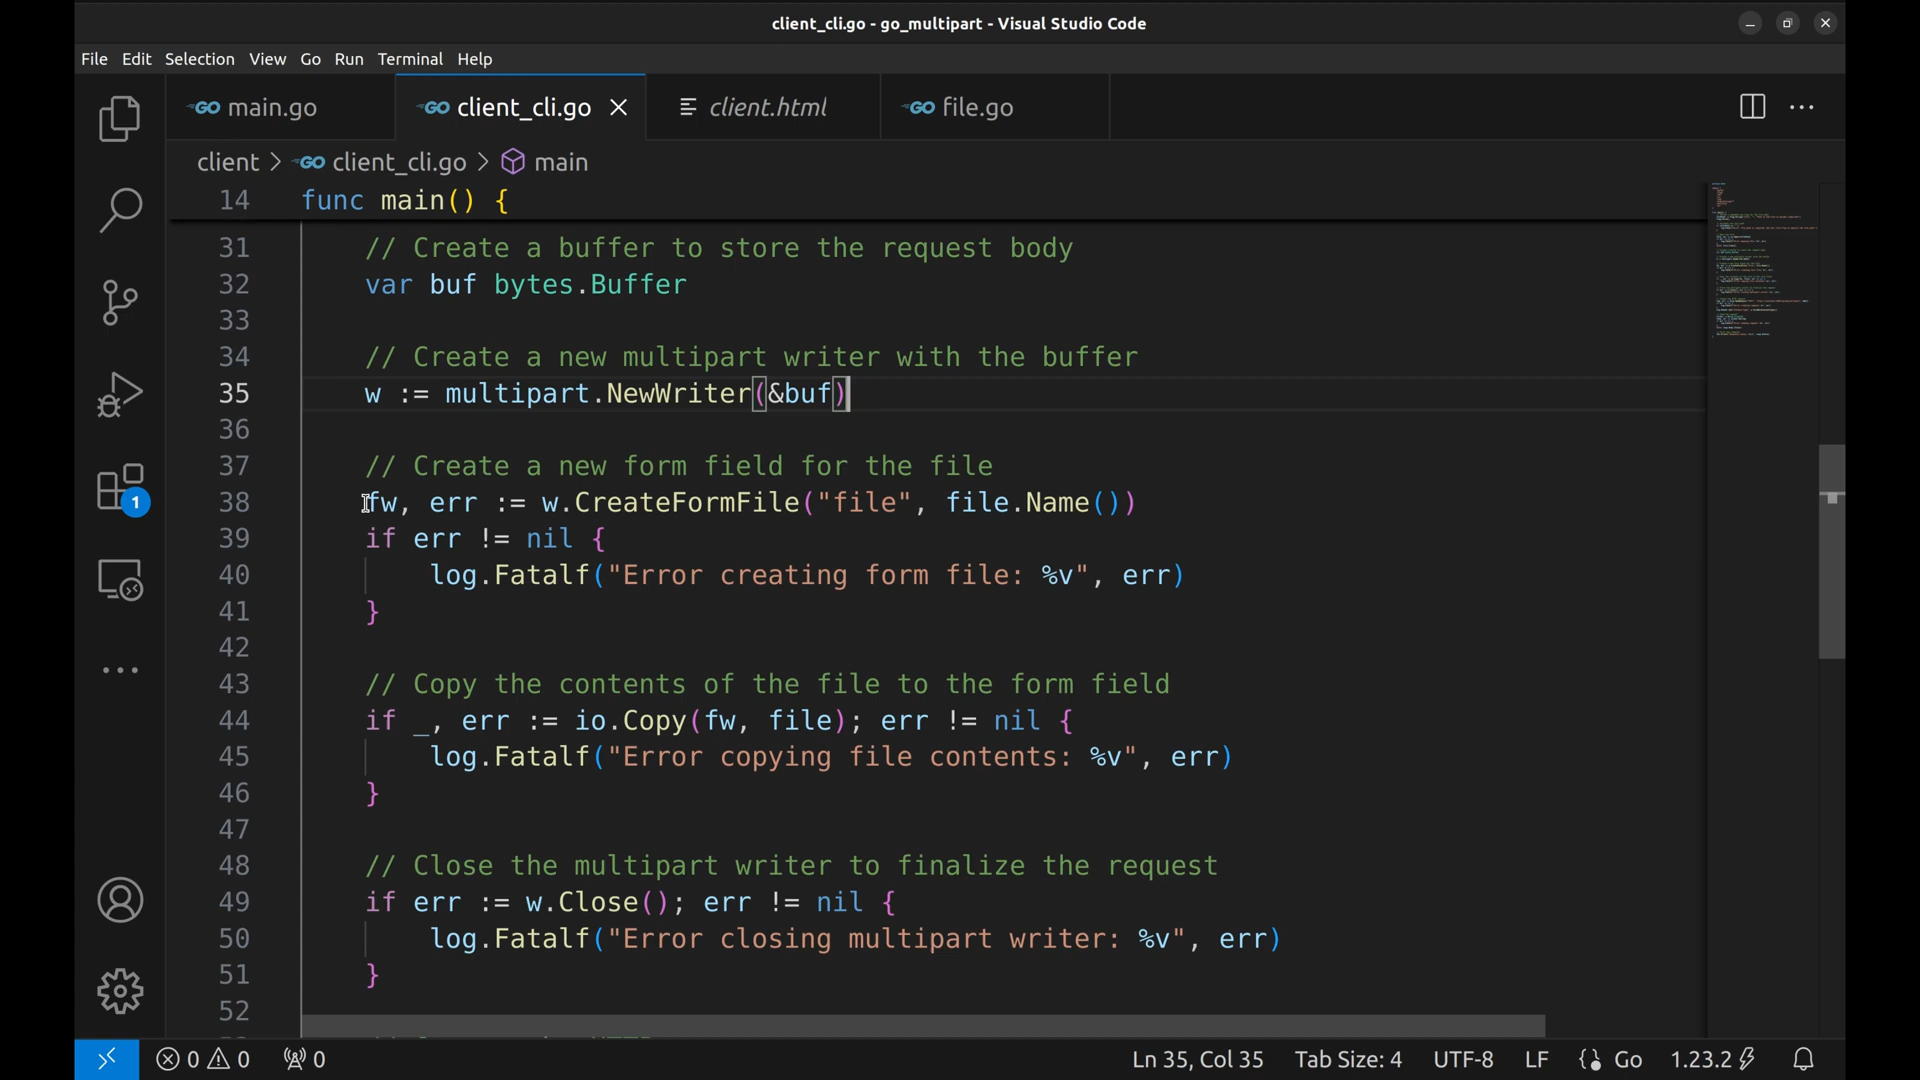 client_cli.go - go_multipart - Visual Studio Code
File Edit Selection View Go Run Terminal Help
GO main.go GO client_cli.go client.html GO file.go
client > GO client_cli.go > main
14 func main() {
31 // Create a buffer to store the request body
32 var buf bytes.Buffer
33
34 // Create a new multipart writer with the buffer
35 w := multipart.NewWriter(&buf)
36
37 // Create a new form field for the file
38 fw, err := w.CreateFormFile("file", file.Name())
39 if err != nil {
40 log.Fatalf("Error creating form file: %v", err)
41 }
42
43 // Copy the contents of the file to the form field
44 if _, err := io.Copy(fw, file); err != nil {
45 log.Fatalf("Error copying file contents: %v", err)
46 }
47
48 // Close the multipart writer to finalize the request
49 if err := w.Close(); err != nil {
50 log.Fatalf("Error closing multipart writer: %v", err)
51 }
52
1
0 0 0 Ln 35, Col 35 Tab Size: 4 UTF-8 LF Go 1.23.2